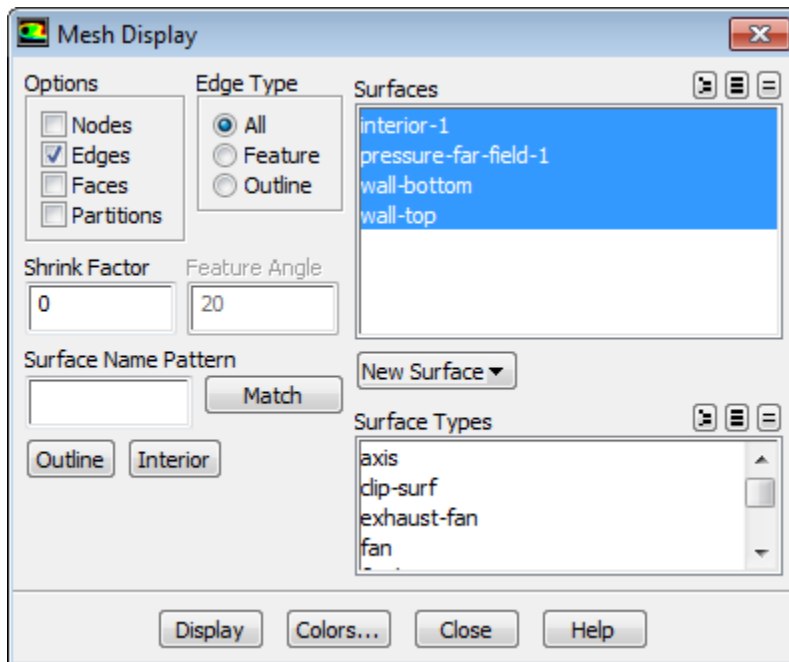 Mesh Display
Options
Nodes
Edges
Faces
Partitions
Edge Type
All
Feature
Outline
Shrink Factor
0
Feature Angle
20
Surface Name Pattern
Match
Outline Interior
Surfaces
interior-1
pressure-far-field-1
wall-bottom
wall-top
New Surface
Surface Types
axis
clip-surf
exhaust-fan
fan
Display Colors... Close Help